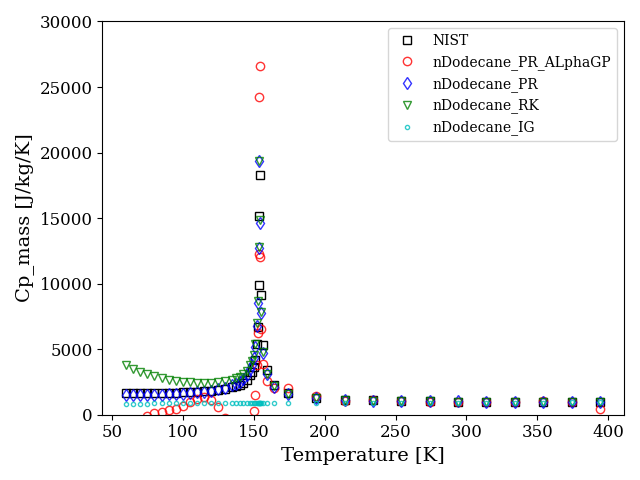 30000
25000
20000
15000
10000
5000
0
Cp_mass [J/kg/K]
NIST
nDodecane_PR_ALphaGP
nDodecane_PR
nDodecane_RK
nDodecane_IG
50 100 150 200 250 300 350 400
Temperature [K]